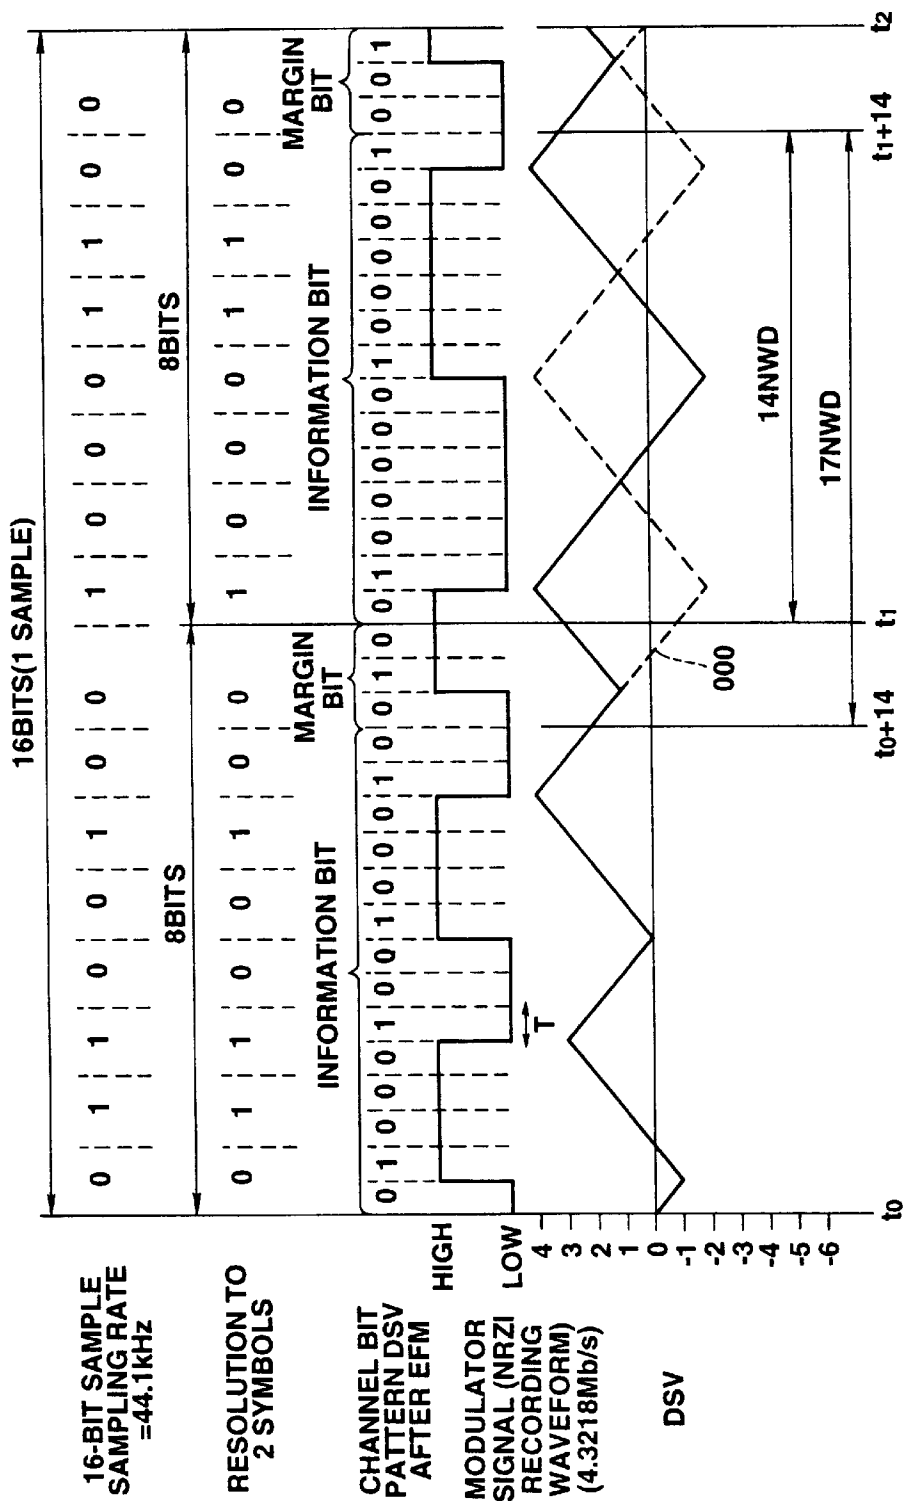 16BITS(1 SAMPLE)
16-BIT SAMPLE
SAMPLING RATE
=44.1kHz
0 1 1 0 0 1 0 0 1 0 0 0 1 1 0 0
8BITS 8BITS
RESOLUTION TO
2 SYMBOLS
0 1 1 0 0 1 0 0 1 0 0 0 1 1 0 0
INFORMATION BIT MARGIN BIT INFORMATION BIT MARGIN BIT
CHANNEL BIT
PATTERN DSV
AFTER EFM
0 1 0 0 0 1 0 0 1 0 0 0 1 0 0 1 0 0 1 0 0 0 0 0 1 0 0 0 0 0 1 0 0 1
HIGH
LOW
MODULATOR
SIGNAL (NRZI
RECORDING
WAVEFORM)
(4.3218Mb/s)
T
DSV
4
3
2
1
0
-1
-2
-3
-4
-5
-6
000
14NWD
17NWD
t0 t0+14 t1 t1+14 t2